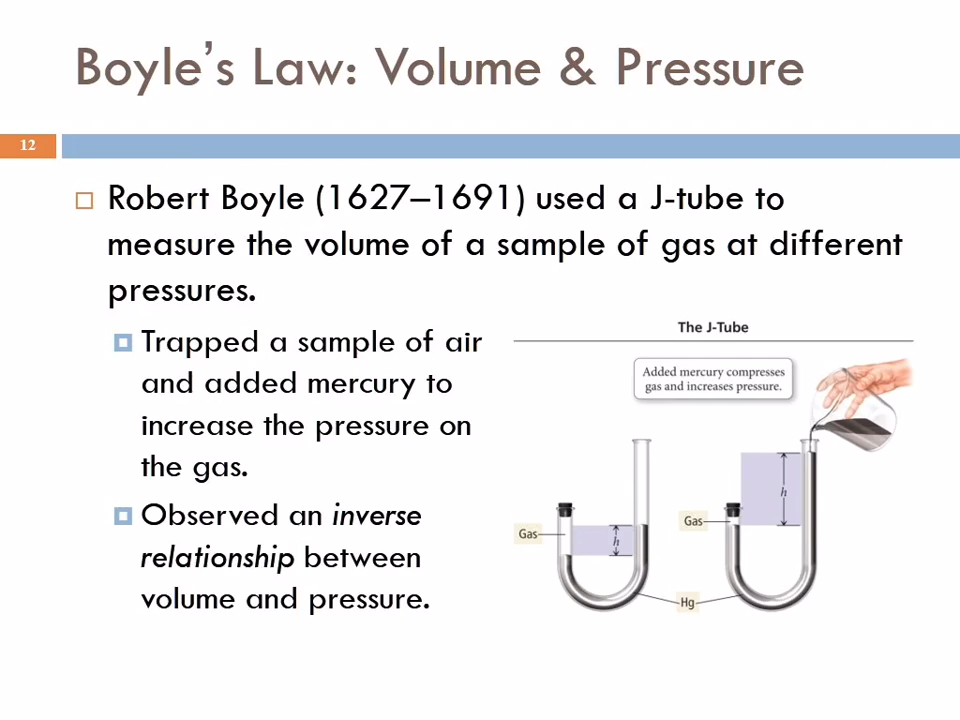 Boyle’s Law: Volume & Pressure
12
Robert Boyle (1627–1691) used a J-tube to
measure the volume of a sample of gas at different
pressures.
Trapped a sample of air
and added mercury to
increase the pressure on
the gas.
Observed an inverse
relationship between
volume and pressure.
The J-Tube
Added mercury compresses
gas and increases pressure.
h
Gas
Gas
h
Hg